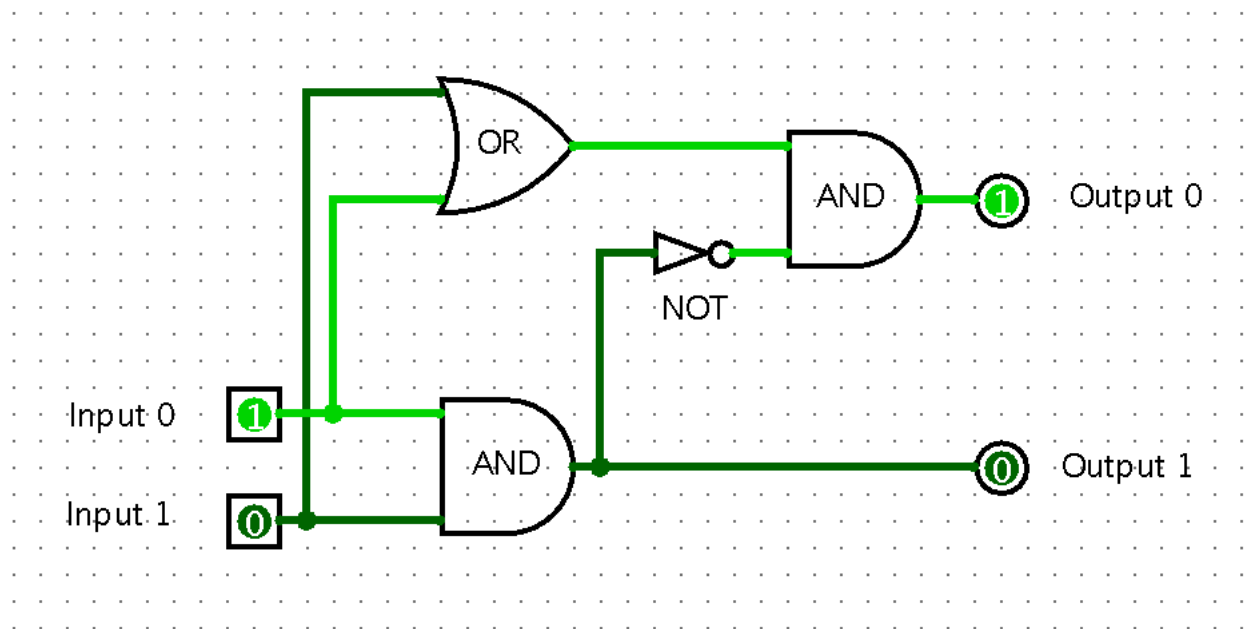 OR
AND
1
Output 0
NOT
Input 0
1
AND
0
Output 1
Input 1
0